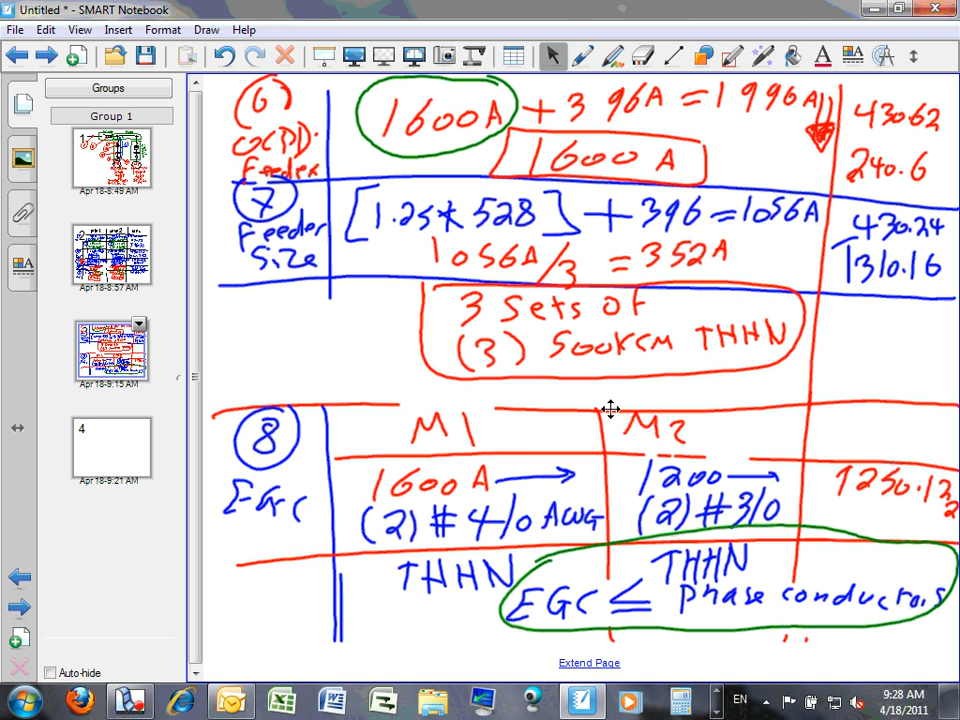 Untitled * - SMART Notebook
File Edit View Insert Format Draw Help
Groups
Group 1
Apr 18-8:49 AM
Apr 18-8:57 AM
Apr 18-9:15 AM
4
Apr 18-9:21 AM
Auto-hide
6 1600A + 396A = 1996A 430.62
O.C.P.D. Feeder 1600 A 240.6
7 [1.25* 528] + 396 = 1056A 430.24
Feeder Size 1056A/3 = 352A 310.16
3 Sets OF
(3) 500KCM THHN
8 M1 M2
EGC 1600A 1200 1250.122
(2) #4/0 AWG (2) #3/0
THHN THHN
EGC ≤ phase conductors
Extend Page
EN 9:28 AM
4/18/2011